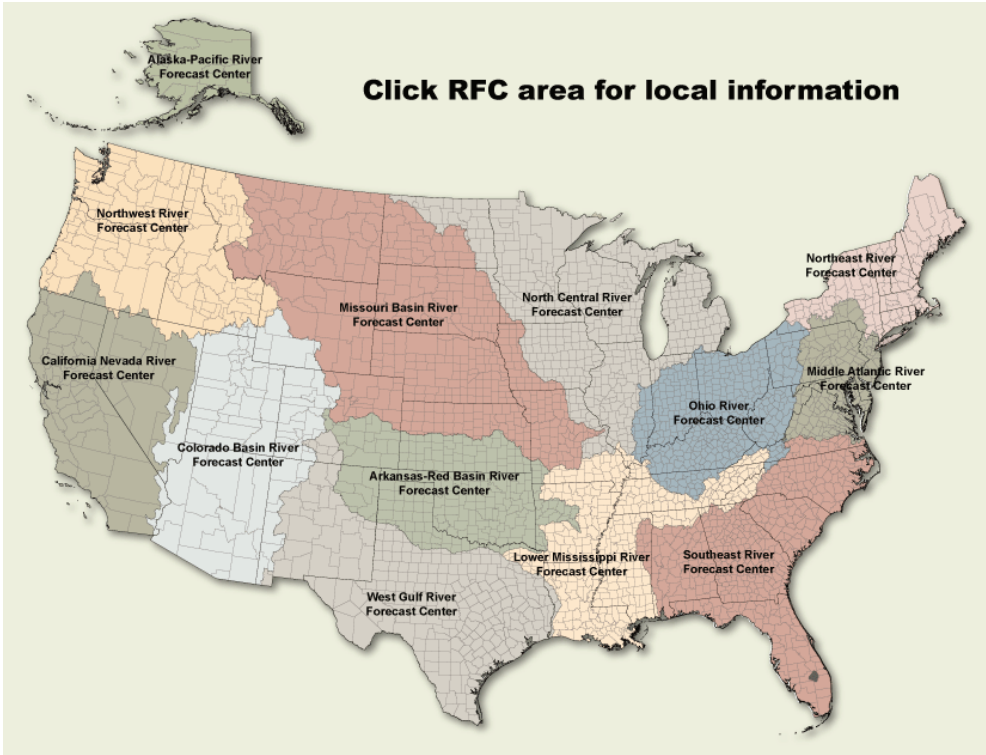 Alaska-Pacific River
Forecast Center
Click RFC area for local information
Northwest River
Forecast Center
Northeast River
Forecast Center
Missouri Basin River
Forecast Center
North Central River
Forecast Center
California Nevada River
Forecast Center
Middle Atlantic River
Forecast Center
Ohio River
Forecast Center
Colorado Basin River
Forecast Center
Arkansas-Red Basin River
Forecast Center
Lower Mississippi River
Forecast Center
Southeast River
Forecast Center
West Gulf River
Forecast Center